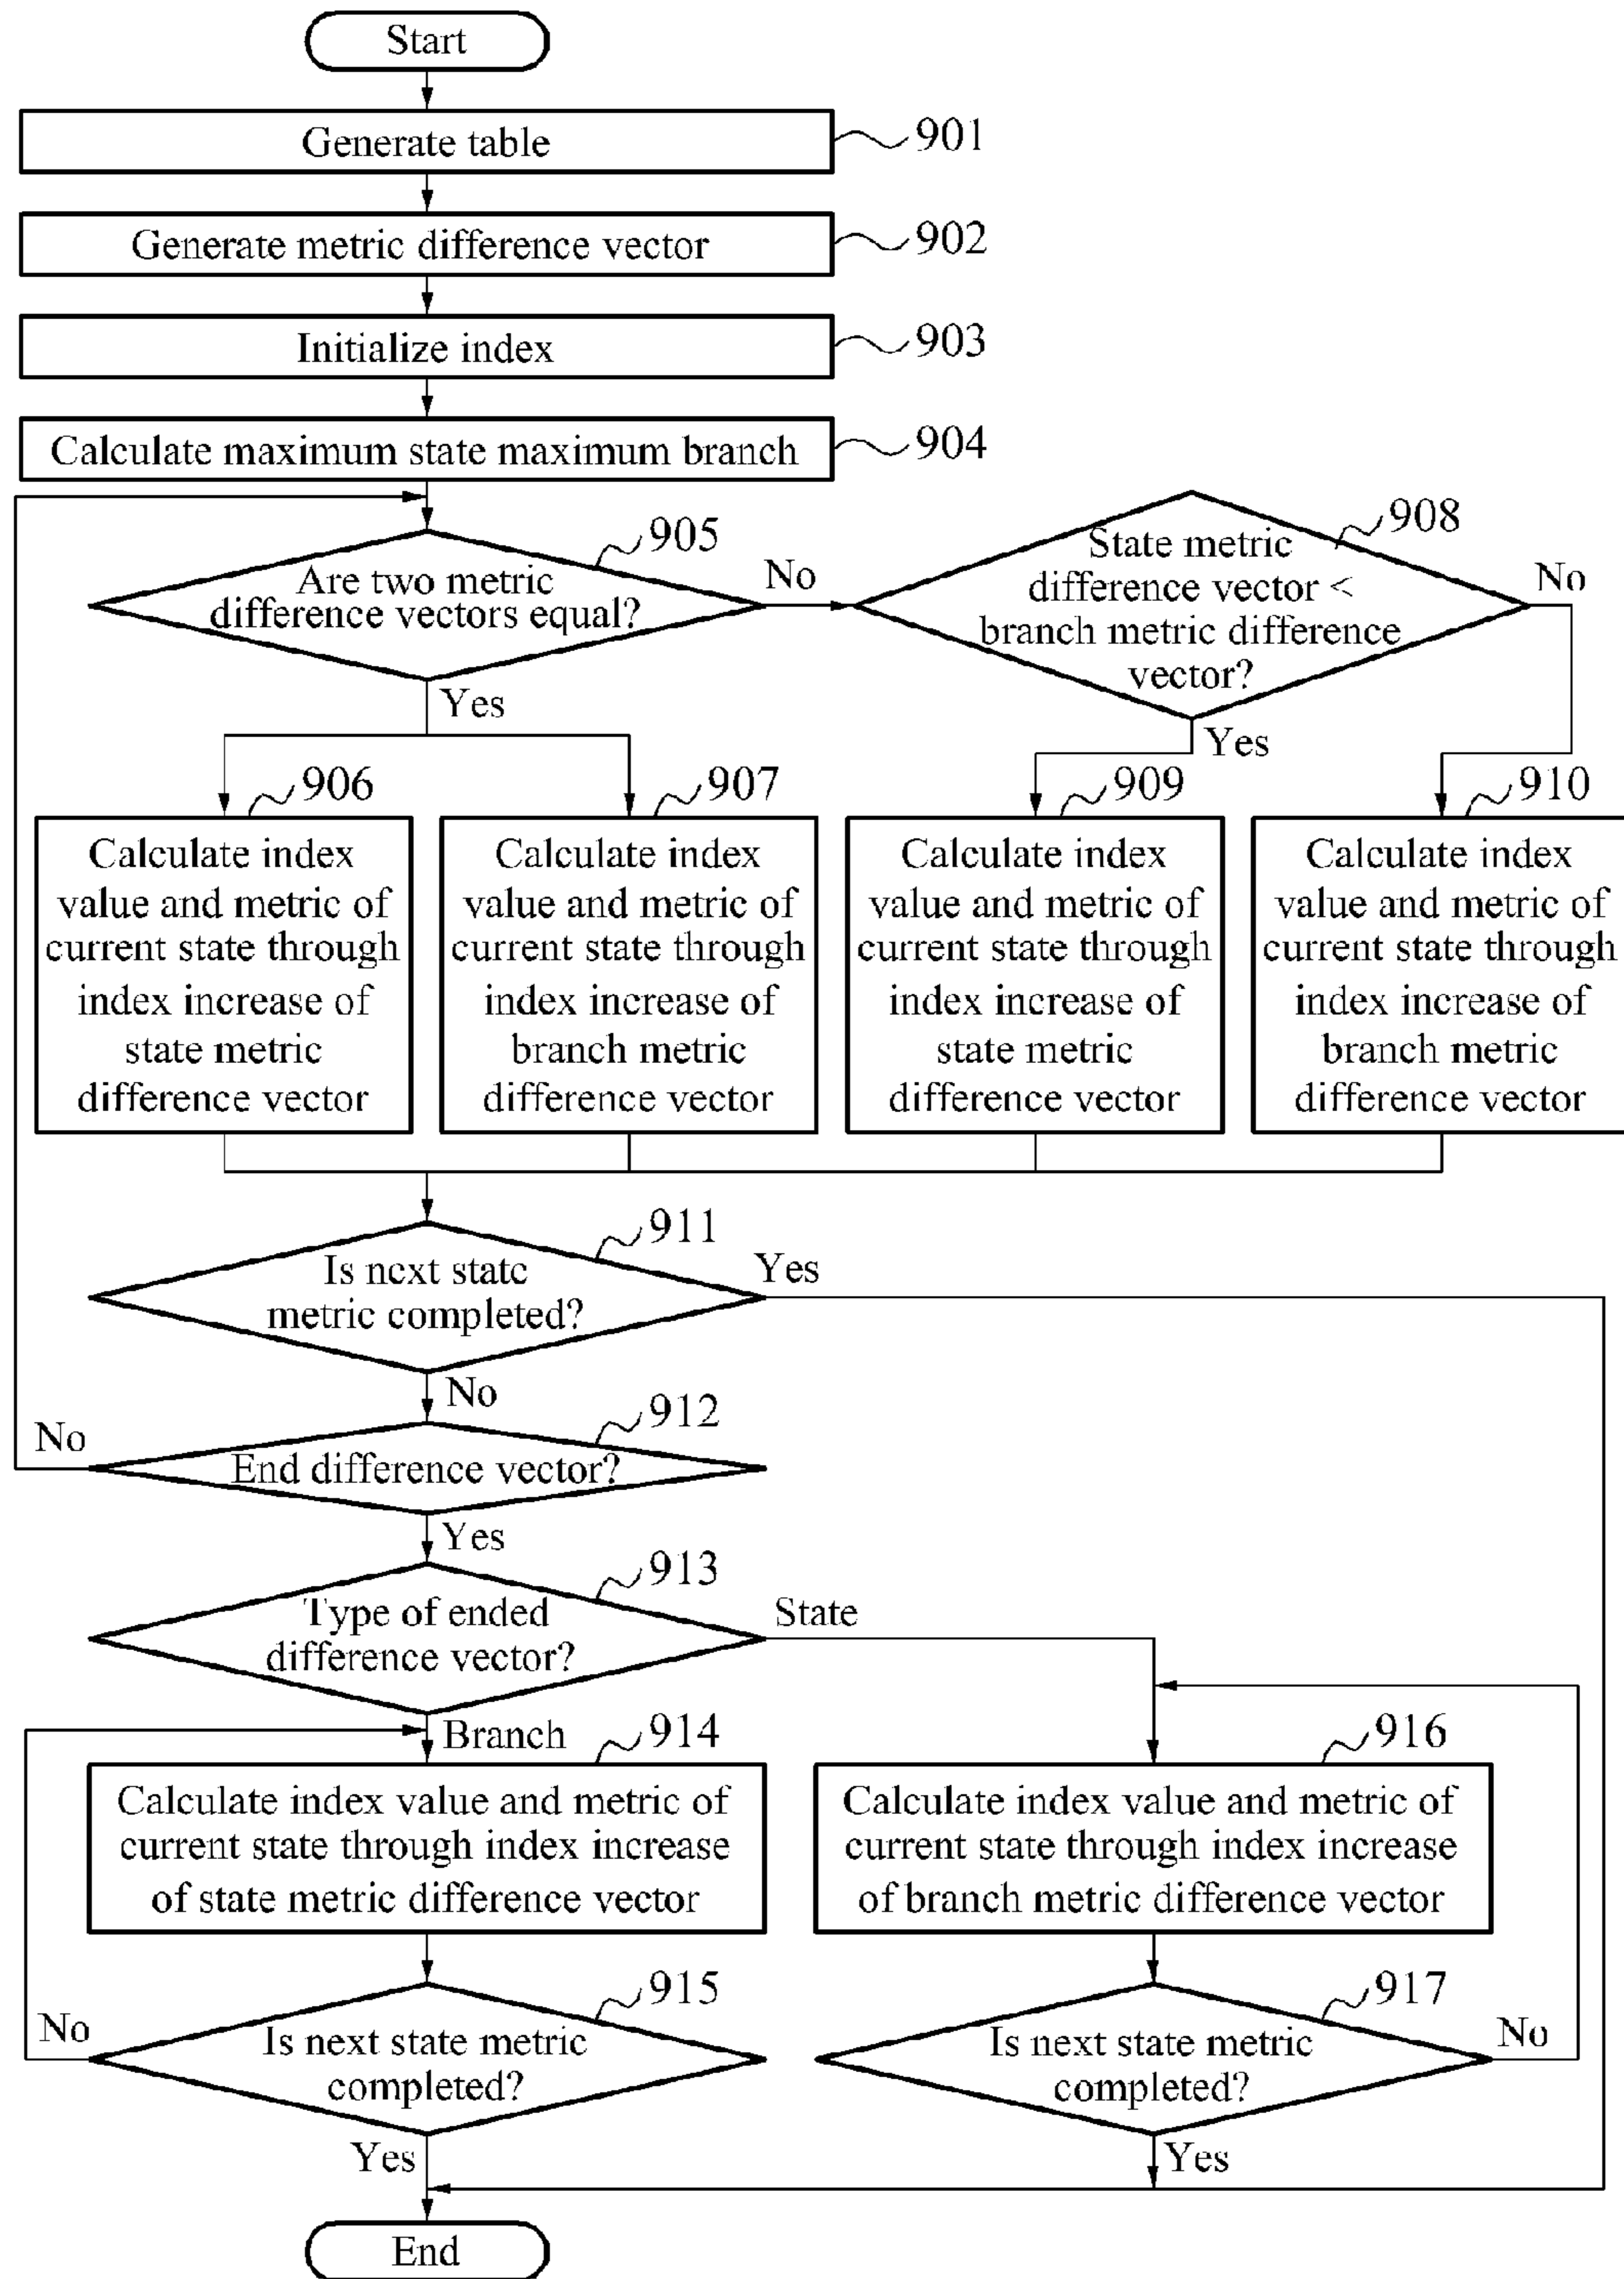 Start
Generate table
901
Generate metric difference vector
902
Initialize index
903
Calculate maximum state maximum branch
904
905
Are two metric
difference vectors equal?
No
Yes
908
State metric
difference vector <
branch metric difference
vector?
No
Yes
906
Calculate index
value and metric of
current state through
index increase of
state metric
difference vector
907
Calculate index
value and metric of
current state through
index increase of
branch metric
difference vector
909
Calculate index
value and metric of
current state through
index increase of
state metric
difference vector
910
Calculate index
value and metric of
current state through
index increase of
branch metric
difference vector
911
Is next state
metric completed?
Yes
No
912
End difference vector?
No
Yes
913
Type of ended
difference vector?
State
Branch
914
Calculate index value and metric of
current state through index increase
of state metric difference vector
916
Calculate index value and metric of
current state through index increase
of branch metric difference vector
915
Is next state metric
completed?
No
Yes
917
Is next state metric
completed?
No
Yes
End